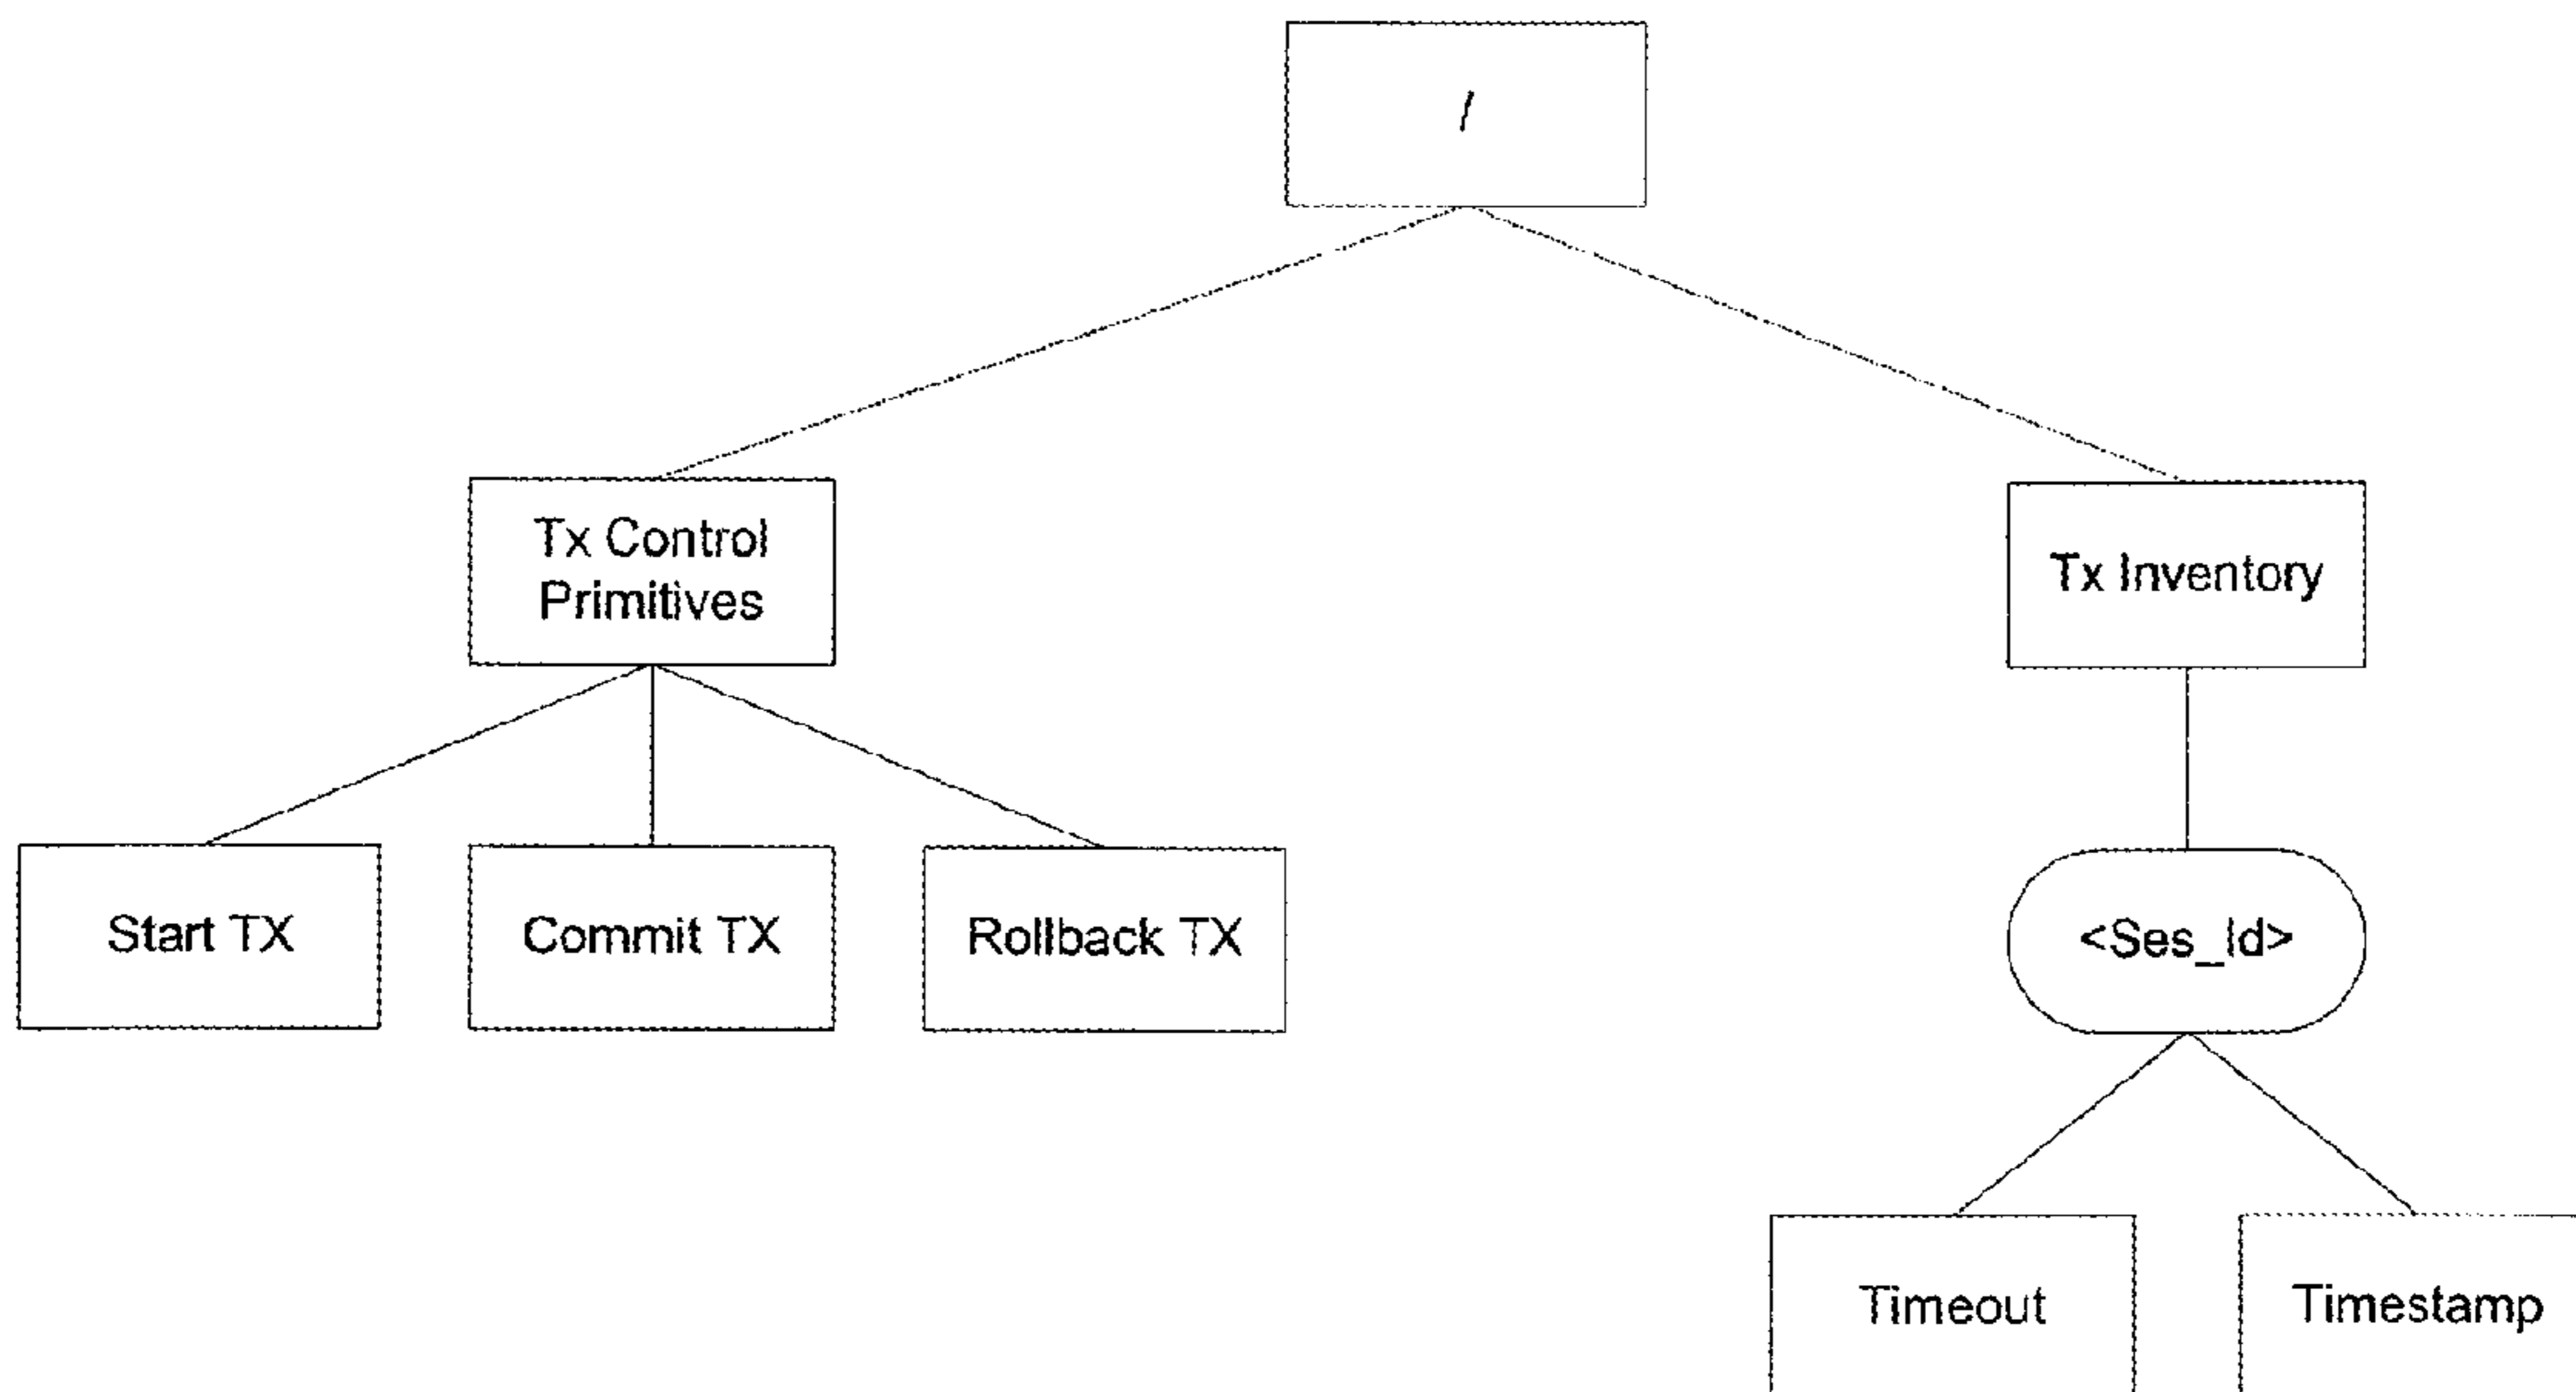 /
Tx Control
Primitives
Tx Inventory
Start TX
Commit TX
Rollback TX
<Ses_Id>
Timeout
Timestamp